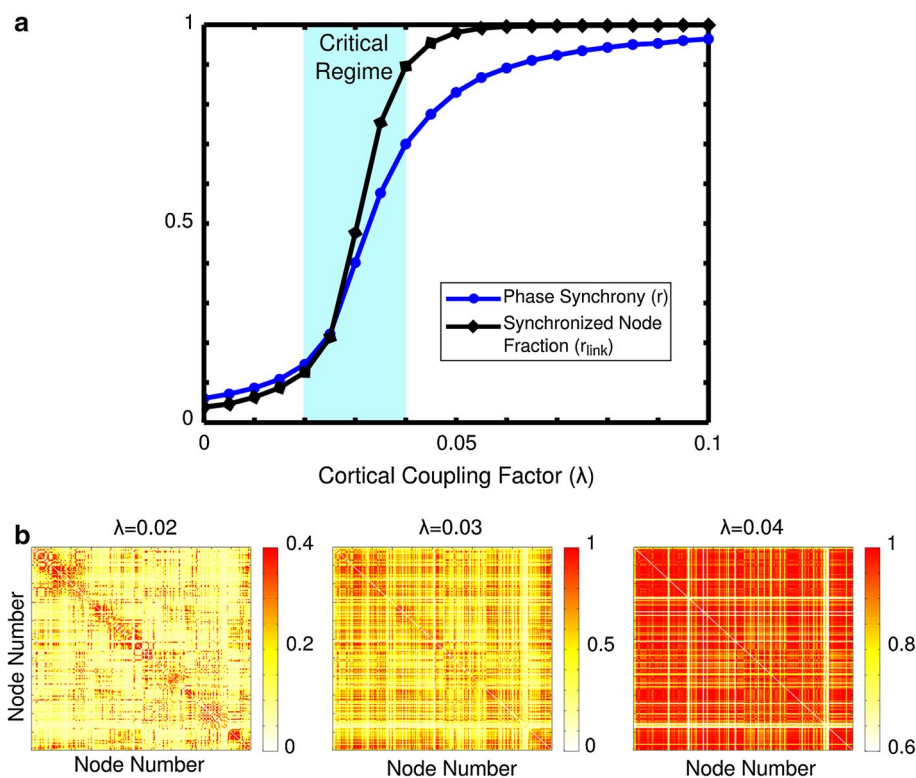 a
1
Critical
Regime
0.5
Phase Synchrony (r)
Synchronized Node
Fraction (rlink)
0
0
0.05
0.1
Cortical Coupling Factor (λ)
b
λ=0.02
λ=0.03
λ=0.04
Node Number
0.4
0.2
0
1
0.5
0
1
0.8
0.6
Node Number
Node Number
Node Number